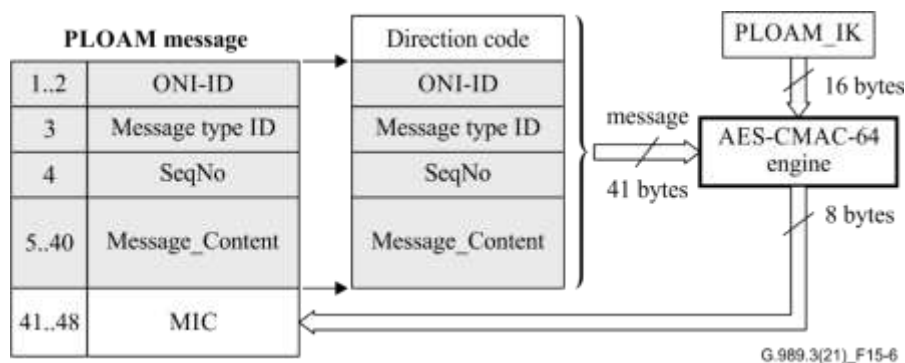 PLOAM message
1..2
ONI-ID
3
Message type ID
4
SeqNo
5..40
Message_Content
41..48
MIC
Direction code
ONI-ID
Message type ID
SeqNo
Message_Content
message
41 bytes
PLOAM_IK
16 bytes
AES-CMAC-64
engine
8 bytes
G.989.3(21)_F15-6